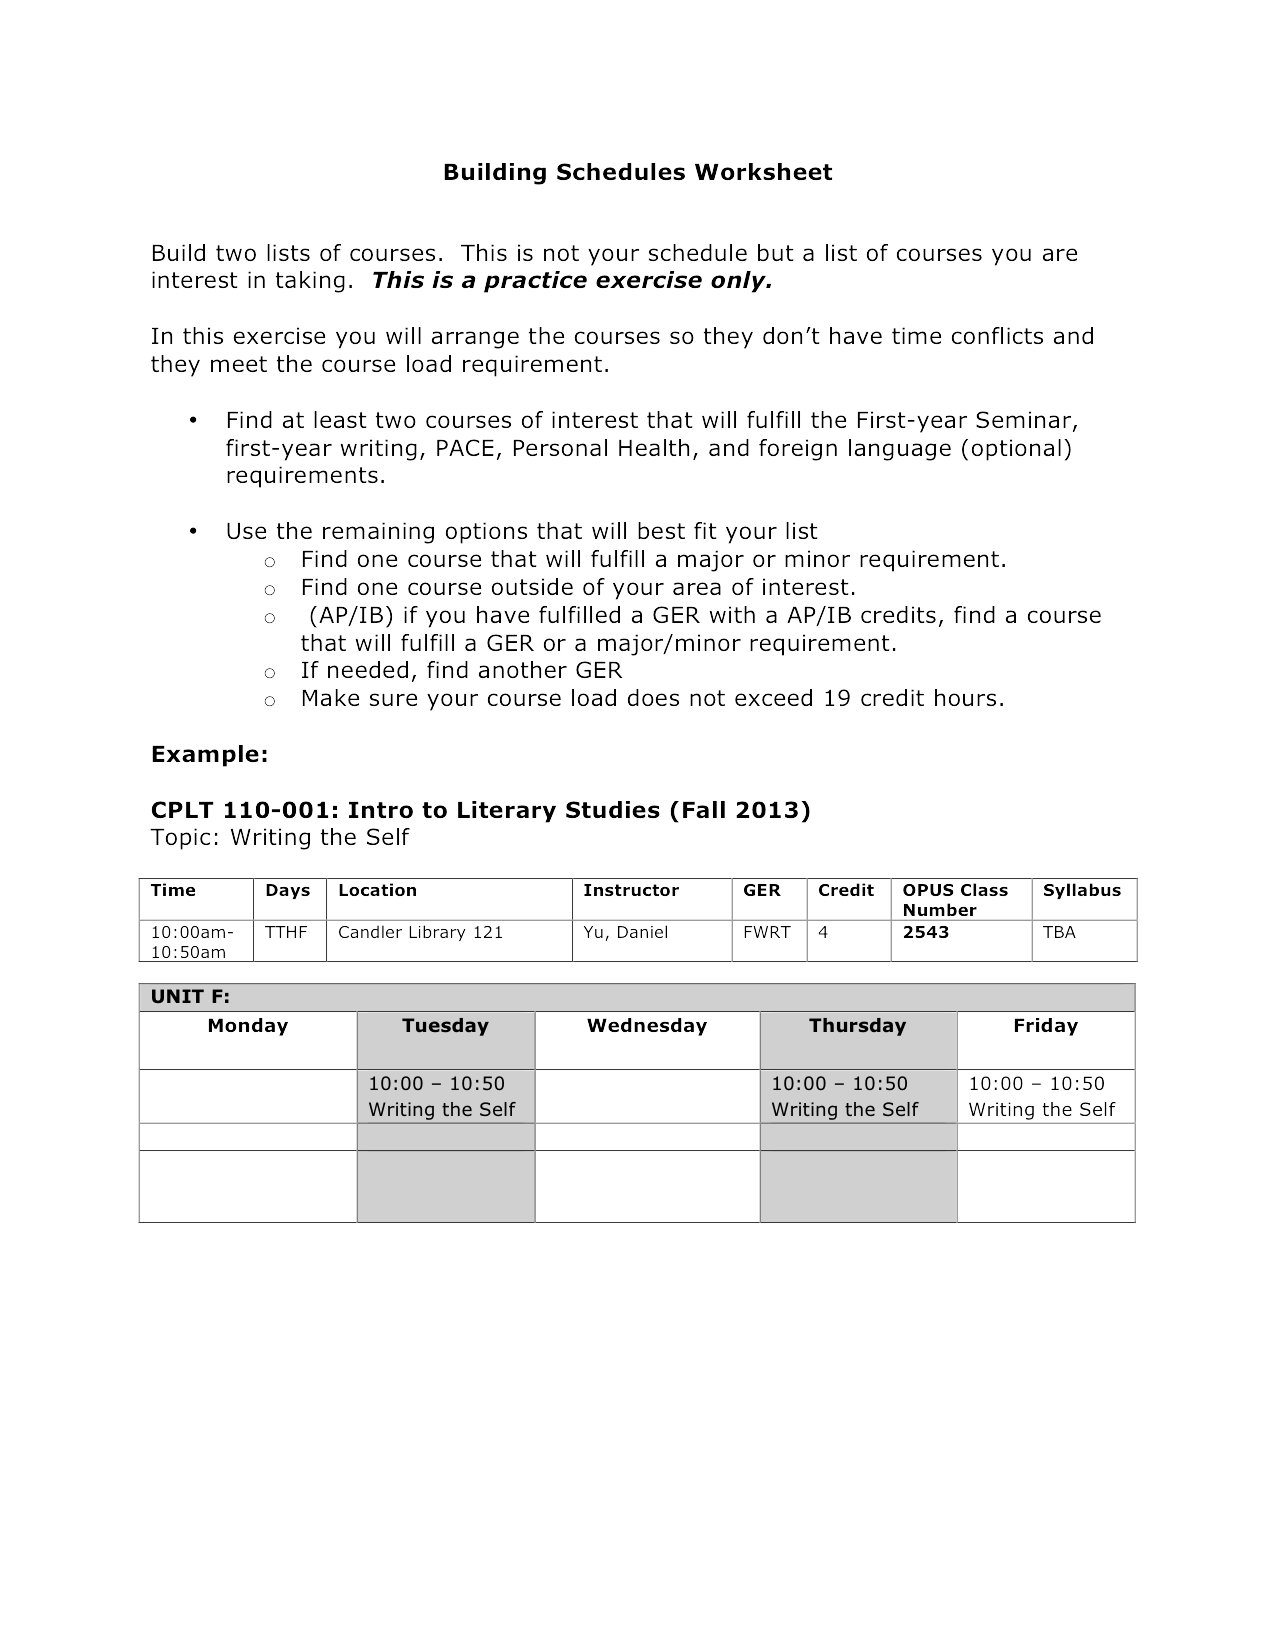 Building Schedules Worksheet
Build two lists of courses.  This is not your schedule but a list of courses you are
interest in taking.  This is a practice exercise only.
In this exercise you will arrange the courses so they don’t have time conflicts and
they meet the course load requirement.
• Find at least two courses of interest that will fulfill the First-year Seminar,
first-year writing, PACE, Personal Health, and foreign language (optional)
requirements.
• Use the remaining options that will best fit your list
o Find one course that will fulfill a major or minor requirement.
o Find one course outside of your area of interest.
o (AP/IB) if you have fulfilled a GER with a AP/IB credits, find a course
that will fulfill a GER or a major/minor requirement.
o If needed, find another GER
o Make sure your course load does not exceed 19 credit hours.
Example:
CPLT 110-001: Intro to Literary Studies (Fall 2013)
Topic: Writing the Self
Time Days Location Instructor GER Credit OPUS Class Syllabus
Number
10:00am- TTHF Candler Library 121 Yu, Daniel FWRT 4 2543 TBA
10:50am
UNIT F:
Monday Tuesday Wednesday Thursday Friday
10:00 – 10:50 10:00 – 10:50 10:00 – 10:50
Writing the Self Writing the Self Writing the Self